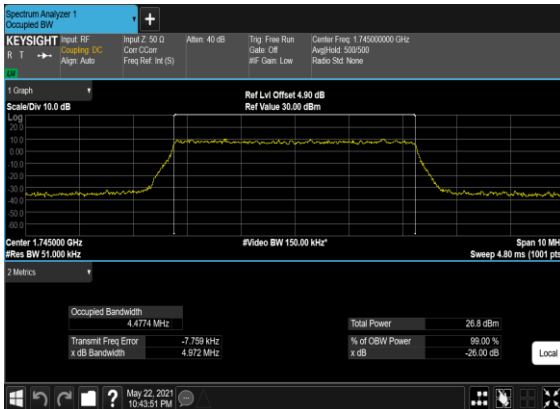 Spectrum Analyzer 1
Occupied BW
KEYSIGHT Input: RF Input Z: 50 Ω Atten: 40 dB Trig: Free Run Center Freq: 1.745000000 GHz
R T Coupling: DC Corr CCorr Gate: Off Avg|Hold: 500/500
Align: Auto Freq Ref: Int (S) #IF Gain: Low Radio Std: None
LXI
1 Graph
Ref Lvl Offset 4.90 dB
Scale/Div 10.0 dB Ref Value 30.00 dBm
Log
20.0
10.0
0.00
-10.0
-20.0
-30.0
-40.0
-50.0
-60.0
Center 1.745000 GHz #Video BW 150.00 kHz* Span 10 MH
#Res BW 51.000 kHz Sweep 4.80 ms (1001 pts
2 Metrics
Occupied Bandwidth
4.4774 MHz Total Power 26.8 dBm
Transmit Freq Error -7.759 kHz % of OBW Power 99.00 %
x dB Bandwidth 4.972 MHz x dB -26.00 dB
Local
May 22, 2021
10:43:51 PM